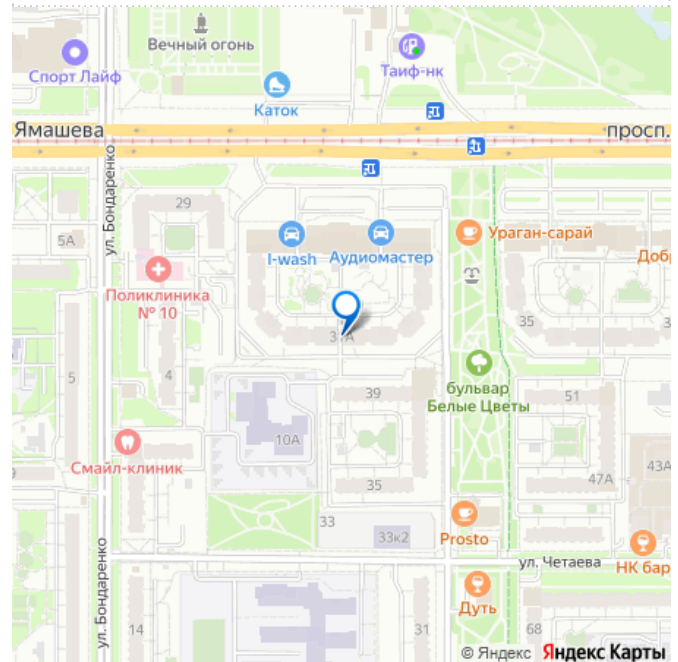 Вечный огонь
Спорт Лайф
Таиф-нк
Каток
Ямашева
просп.
ул. Бондаренко
29
5А
I-wash
Аудиомастер
Ураган-сарай
Доб
Поликлиника
№ 10
35
5
4
39
бульвар
Белые Цветы
51
10А
Смайл-клиник
35
47А
43А
9
33
33к2
Prosto
ул. Четаева
НК бар
ул. Бондаренко
Дуть
14
31
68
© Яндекс Яндекс Карты